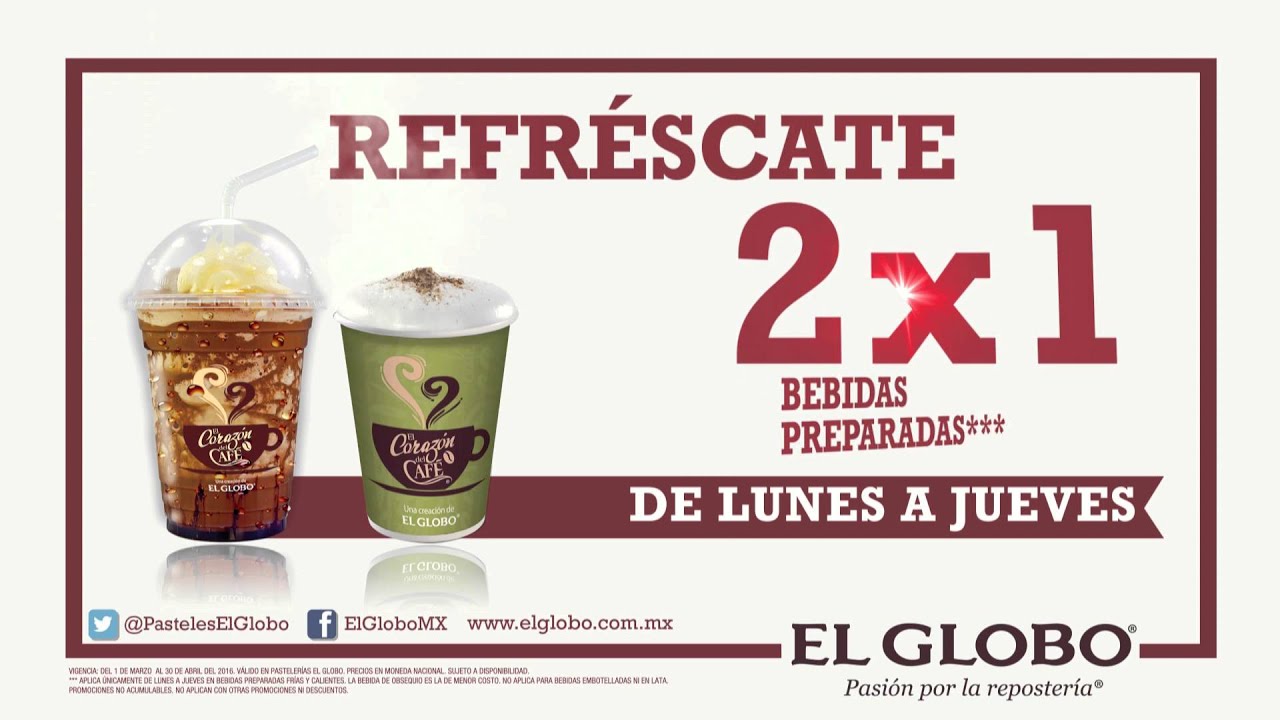 REFRÉSCATE
2x1
BEBIDAS
PREPARADAS***
DE LUNES A JUEVES
El
Corazón
del
CAFÉ
Una creación de
EL GLOBO®
El
Corazón
del
CAFÉ®
Una creación de
EL GLOBO®
@PastelesElGlobo ElGloboMX www.elglobo.com.mx
EL GLOBO®
Pasión por la repostería®
VIGENCIA: DEL 1 DE MARZO AL 30 DE ABRIL DEL 2016. VÁLIDO EN PASTELERÍAS EL GLOBO. PRECIOS EN MONEDA NACIONAL. SUJETO A DISPONIBILIDAD.
*** APLICA ÚNICAMENTE DE LUNES A JUEVES EN BEBIDAS PREPARADAS FRÍAS Y CALIENTES. LA BEBIDA DE OBSEQUIO ES LA DE MENOR COSTO. NO APLICA PARA BEBIDAS EMBOTELLADAS NI EN LATA.
PROMOCIONES NO ACUMULABLES. NO APLICAN CON OTRAS PROMOCIONES NI DESCUENTOS.